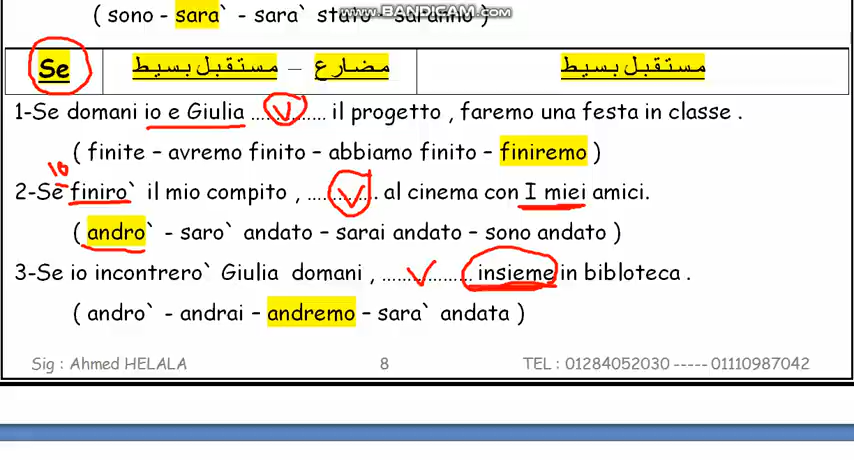 ( sono - sara` - sara` stato - saranno )
WWW.BANDICAM.COM
Se
مضارع – مستقبل بسيط
مستقبل بسيط
1-Se domani io e Giulia ................ il progetto , faremo una festa in classe .
( finite – avremo finito – abbiamo finito – finiremo )
io
2-Se finiro` il mio compito , ............... al cinema con I miei amici.
( andro` - saro` andato – sarai andato – sono andato )
3-Se io incontrero` Giulia domani , ................... insieme in bibloteca .
( andro` - andrai – andremo – sara` andata )
Sig : Ahmed HELALA 8 TEL : 01284052030 ----- 01110987042